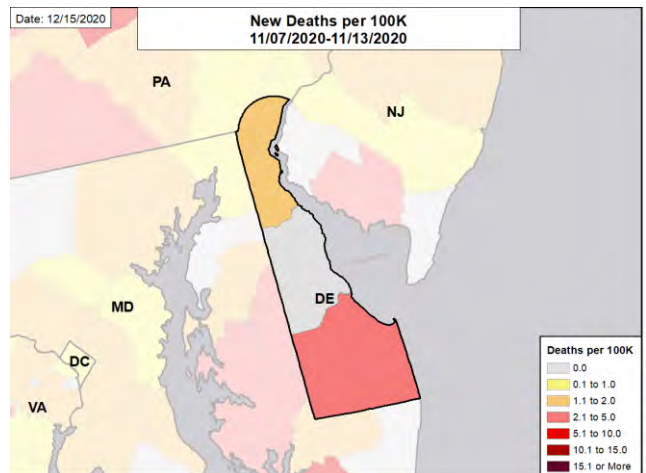 Date: 12/15/2020
New Deaths per 100K
11/07/2020-11/13/2020
PA
NJ
DE
MD
DC
VA
Deaths per 100K
0.0
0.1 to 1.0
1.1 to 2.0
2.1 to 5.0
5.1 to 10.0
10.1 to 15.0
15.1 or More